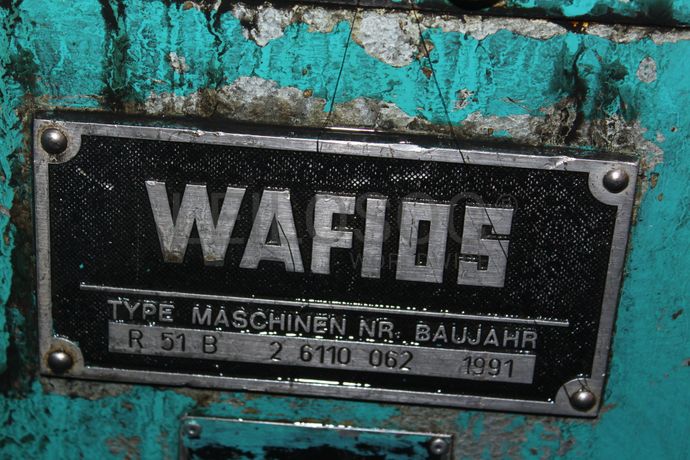 WAFIOS
TYPE MASCHINEN NR. BAUJAHR
R 51 B 2 6110 062 1991